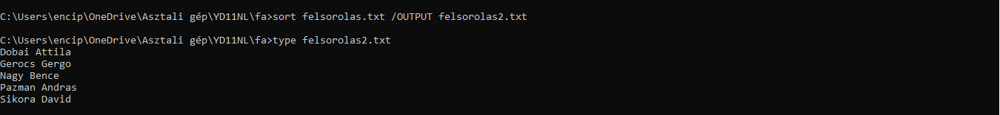 C:\Users\encip\OneDrive\Asztali gép\YD11NL\fa>sort felsorolas.txt /OUTPUT felsorolas2.txt
C:\Users\encip\OneDrive\Asztali gép\YD11NL\fa>type felsorolas2.txt
Dobai Attila
Gerocs Gergo
Nagy Bence
Pazman Andras
Sikora David